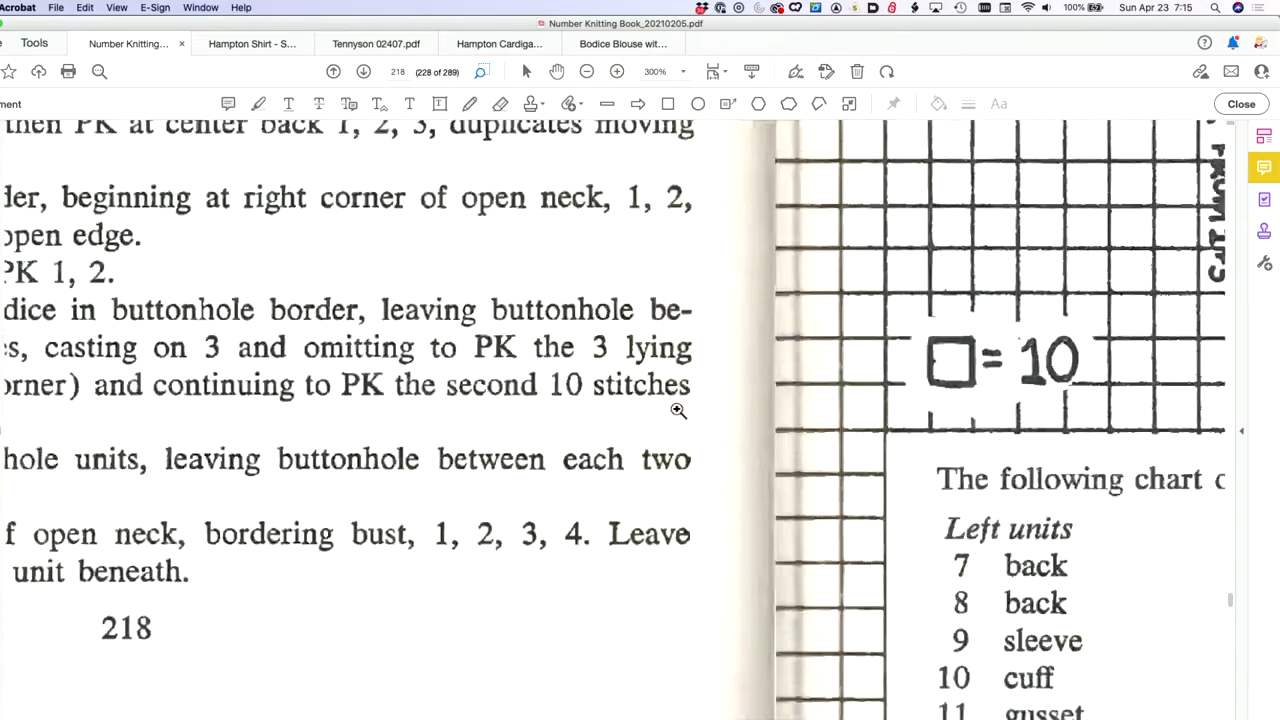 Acrobat File Edit View E-Sign Window Help 100% Sun Apr 23 7:15
Number Knitting Book_20210205.pdf
Tools Number Knitting... × Hampton Shirt - S... Tennyson 02407.pdf Hampton Cardiga... Bodice Blouse wit...
218 (228 of 289) 300%
ment Aa Close
then PK at center back 1, 2, 3, duplicates moving
der, beginning at right corner of open neck, 1, 2,
open edge.
PK 1, 2.
dice in buttonhole border, leaving buttonhole be-
s, casting on 3 and omitting to PK the 3 lying
orner) and continuing to PK the second 10 stitches
hole units, leaving buttonhole between each two
f open neck, bordering bust, 1, 2, 3, 4. Leave
unit beneath.
218
= 10
The following chart c
Left units
7 back
8 back
9 sleeve
10 cuff
11 gusset